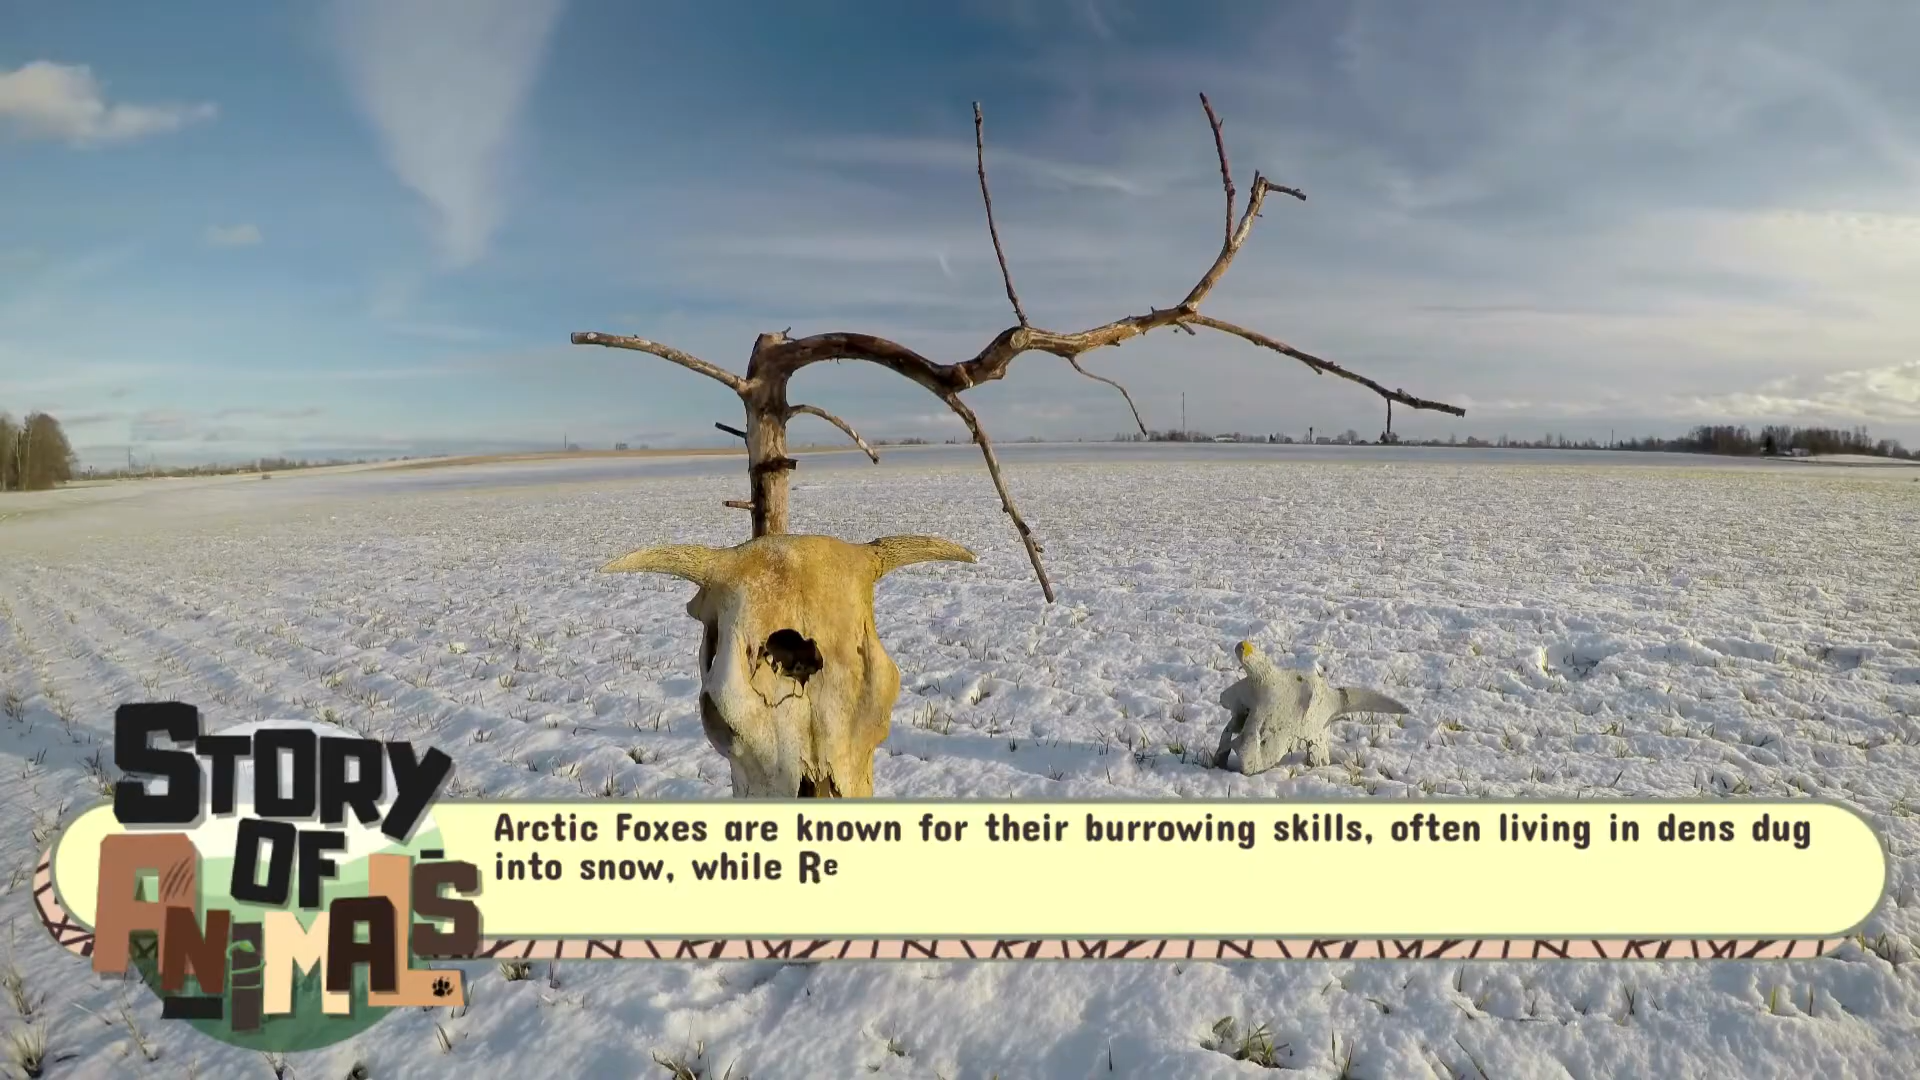 STORY
OF
ANIMALS
Arctic Foxes are known for their burrowing skills, often living in dens dug
into snow, while Re